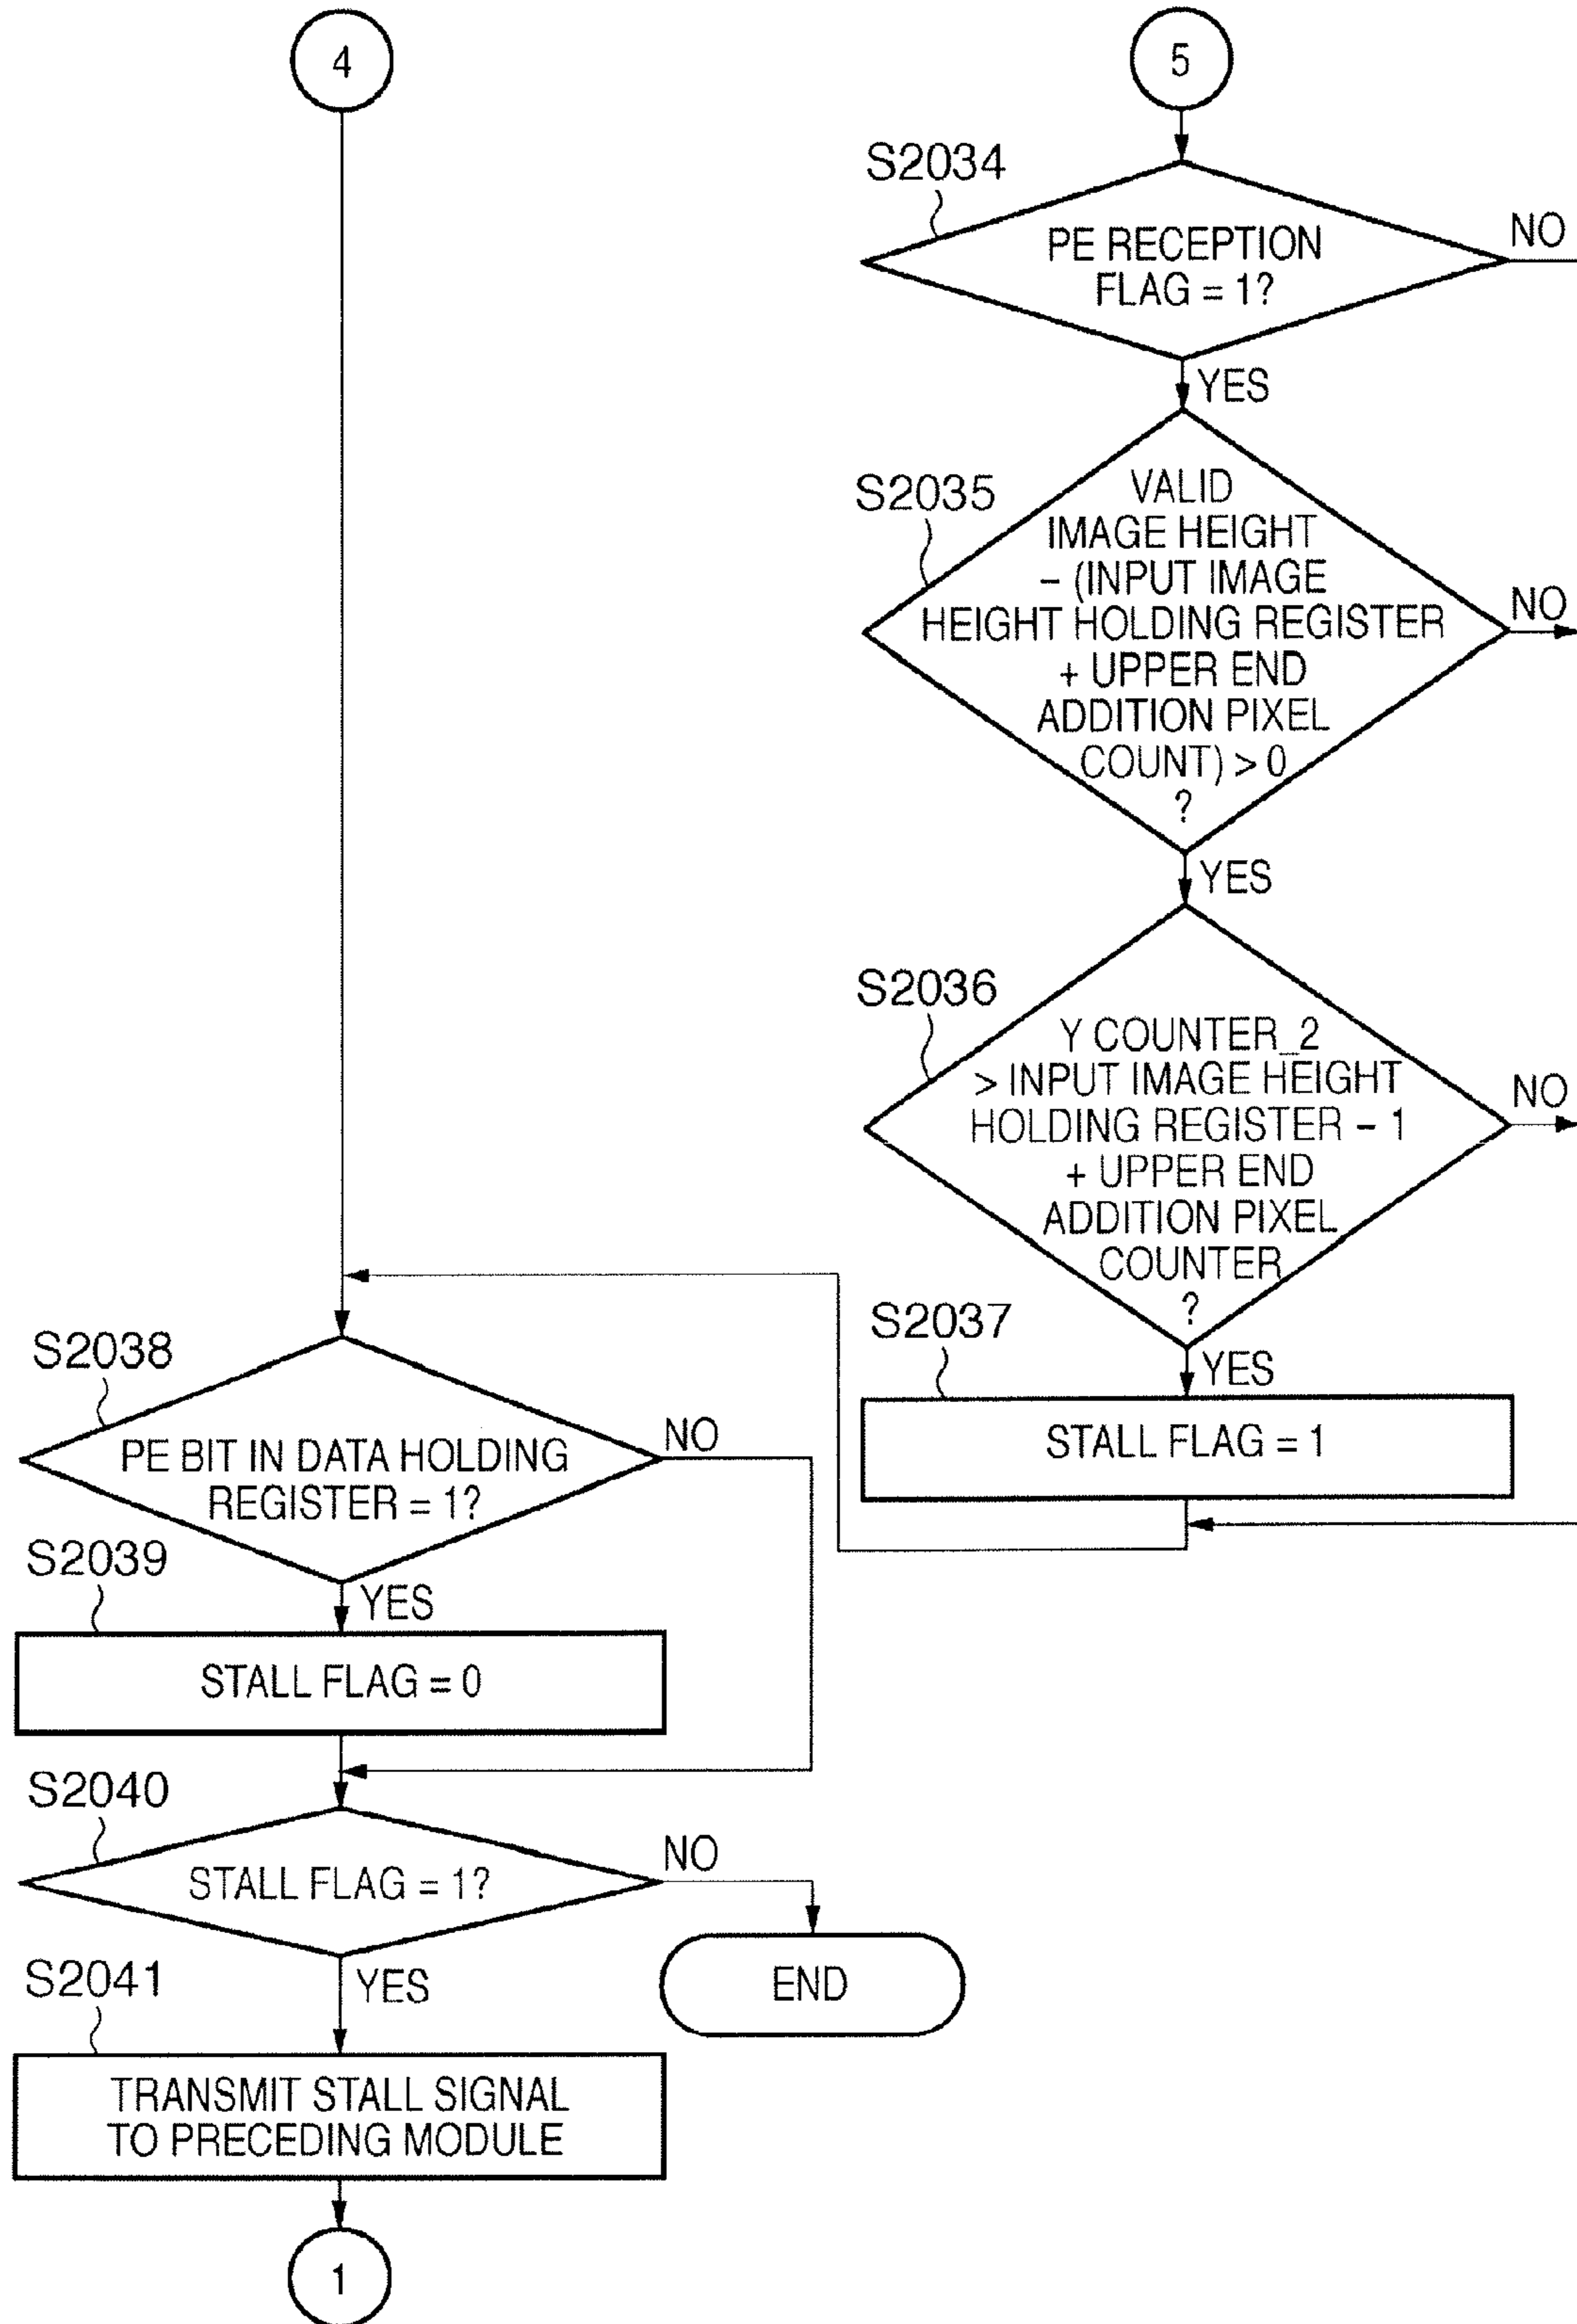 4
5
S2034
PE RECEPTION
FLAG = 1?
NO
YES
S2035
VALID
IMAGE HEIGHT
– (INPUT IMAGE
HEIGHT HOLDING REGISTER
+ UPPER END
ADDITION PIXEL
COUNT) > 0
?
NO
YES
S2036
Y COUNTER_2
> INPUT IMAGE HEIGHT
HOLDING REGISTER – 1
+ UPPER END
ADDITION PIXEL
COUNTER
?
NO
YES
S2037
STALL FLAG = 1
S2038
PE BIT IN DATA HOLDING
REGISTER = 1?
NO
YES
S2039
STALL FLAG = 0
S2040
STALL FLAG = 1?
NO
END
YES
S2041
TRANSMIT STALL SIGNAL
TO PRECEDING MODULE
1